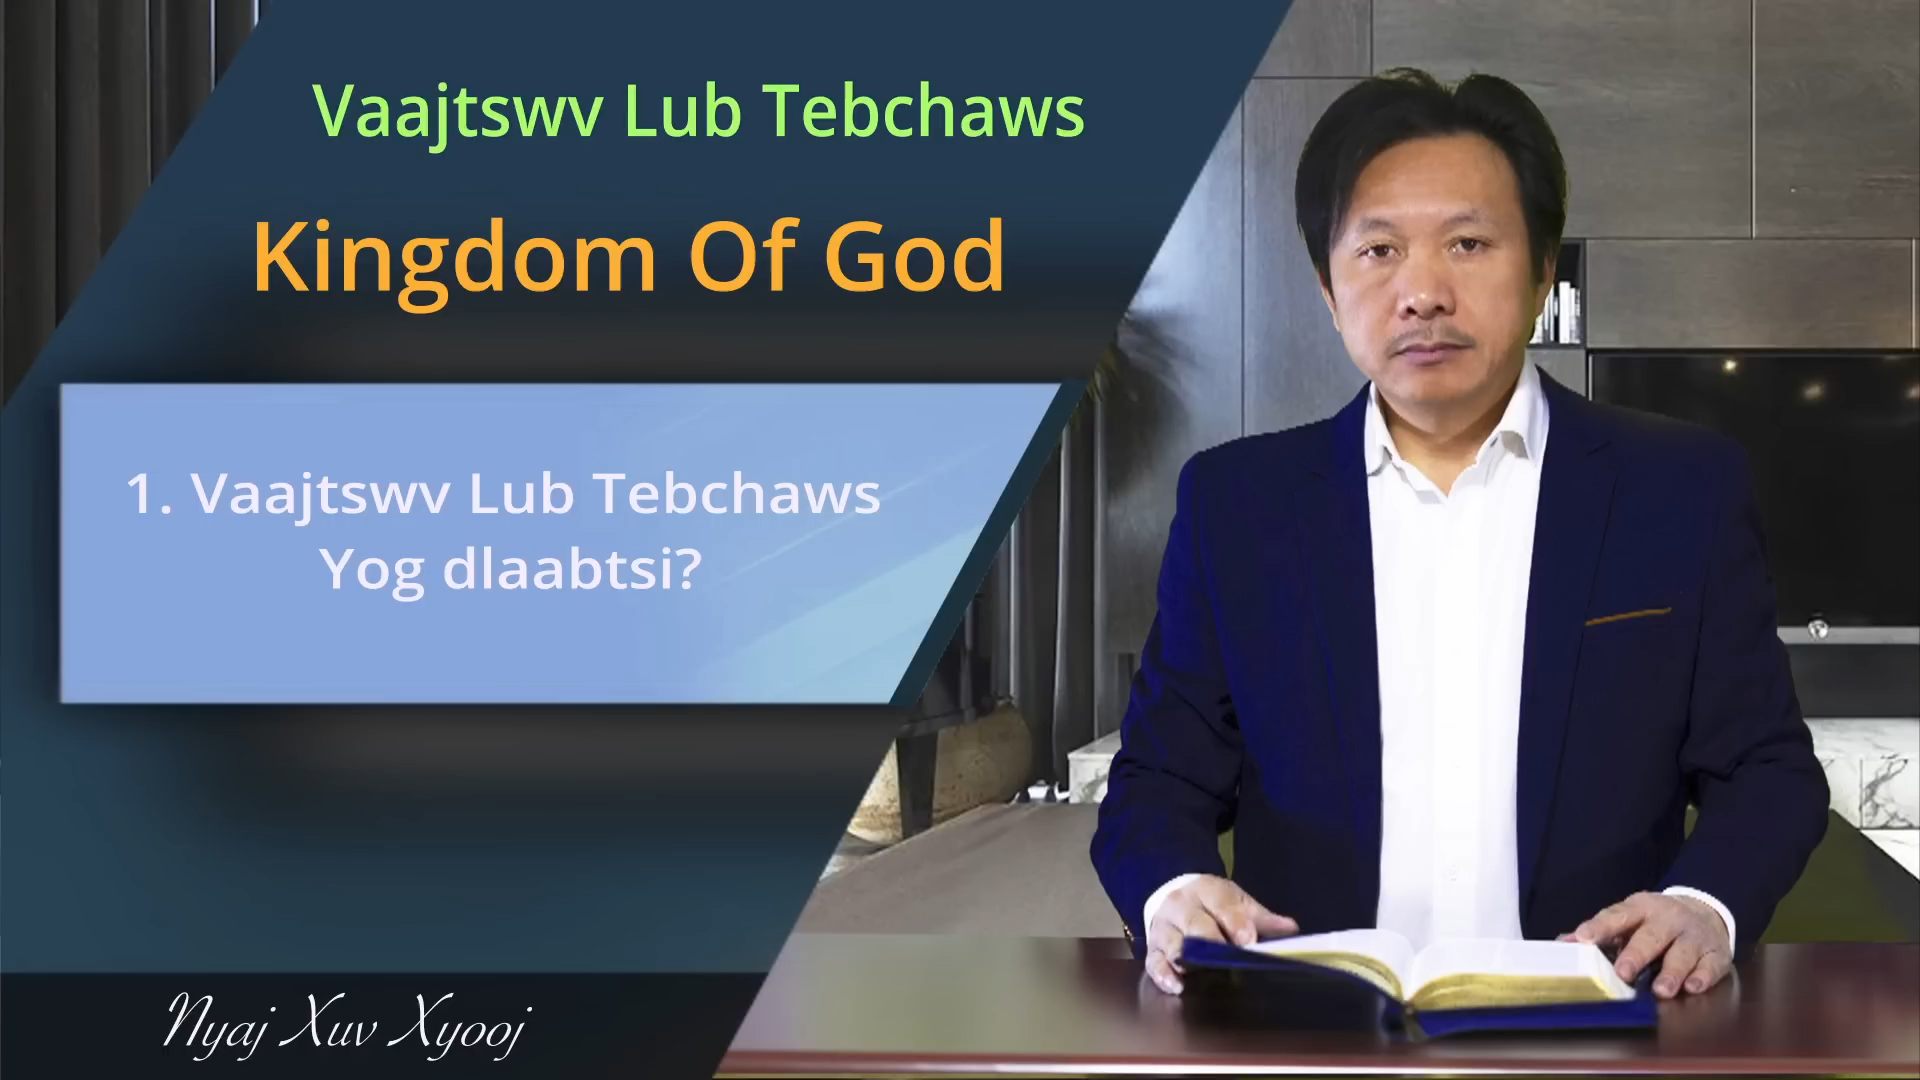 Vaajtswv Lub Tebchaws
Kingdom Of God
1. Vaajtswv Lub Tebchaws
Yog dlaabtsi?
Nyaj Xuv Xyooj